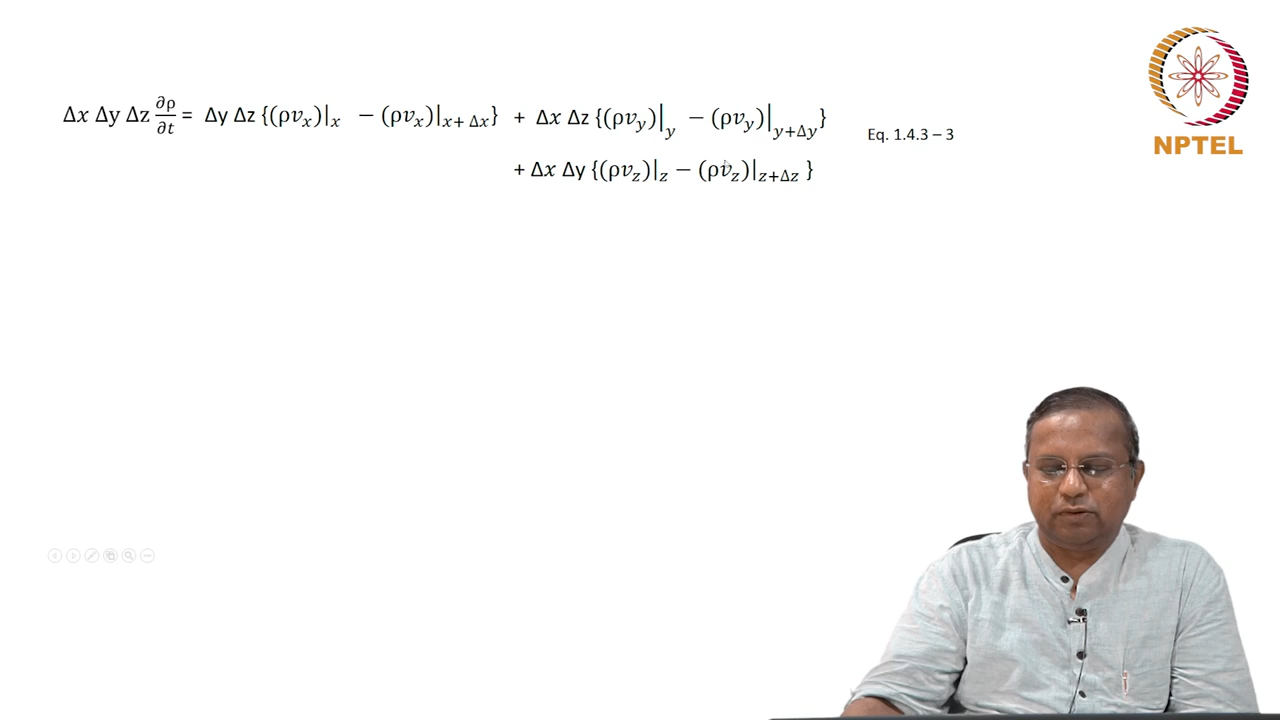 Δx Δy Δz ∂ρ/∂t = Δy Δz {(ρv_x)|_x − (ρv_x)|_{x+ Δx}} + Δx Δz {(ρv_y)|_y − (ρv_y)|_{y+Δy}} Eq. 1.4.3 – 3
+ Δx Δy {(ρv_z)|_z − (ρv_z)|_{z+Δz} }
NPTEL